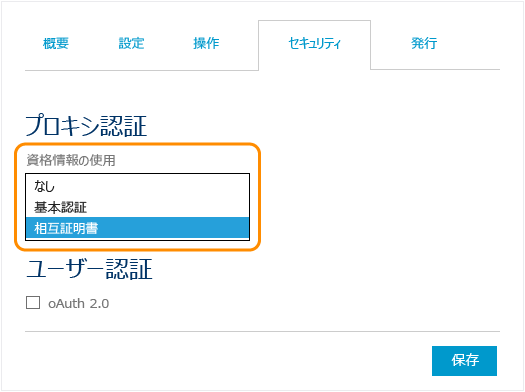 概要 設定 操作 セキュリティ 発行
プロキシ認証
資格情報の使用
なし
基本認証
相互証明書
ユーザー認証
oAuth 2.0
保存